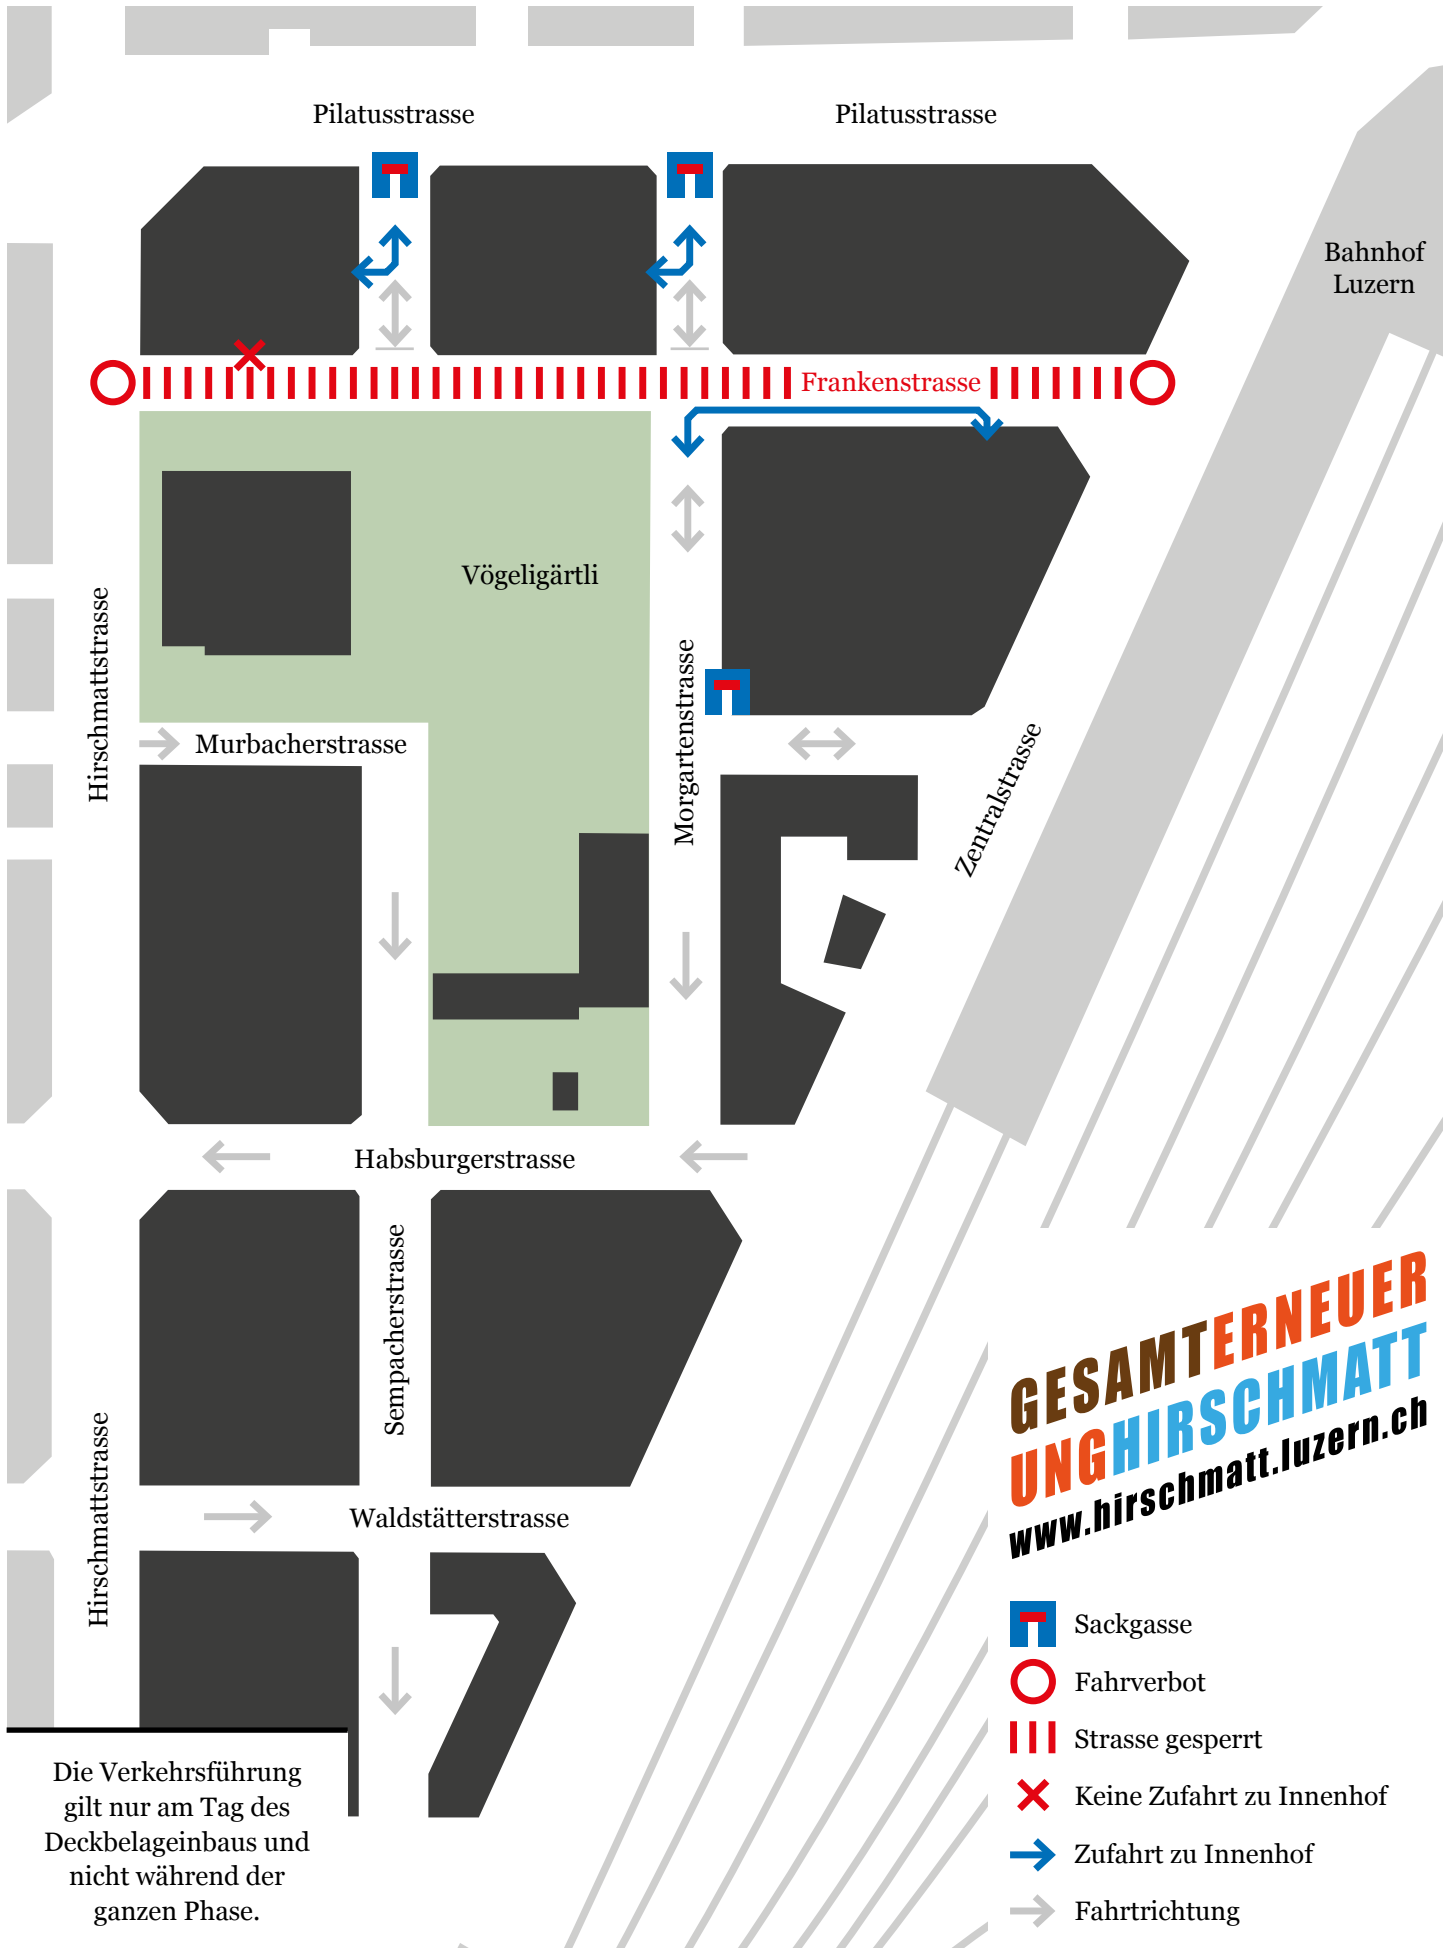 Pilatusstrasse
Pilatusstrasse
Bahnhof
Luzern
Frankenstrasse
Vögeligärtli
Hirschmattstrasse
Morgartenstrasse
Murbacherstrasse
Zentralstrasse
Habsburgerstrasse
Sempacherstrasse
Hirschmattstrasse
Waldstätterstrasse
GESAMTERNEUER
UNGHIRSCHMATT
www.hirschmatt.luzern.ch
Sackgasse
Fahrverbot
Strasse gesperrt
Keine Zufahrt zu Innenhof
Zufahrt zu Innenhof
Fahrtrichtung
Die Verkehrsführung
gilt nur am Tag des
Deckbelageinbaus und
nicht während der
ganzen Phase.